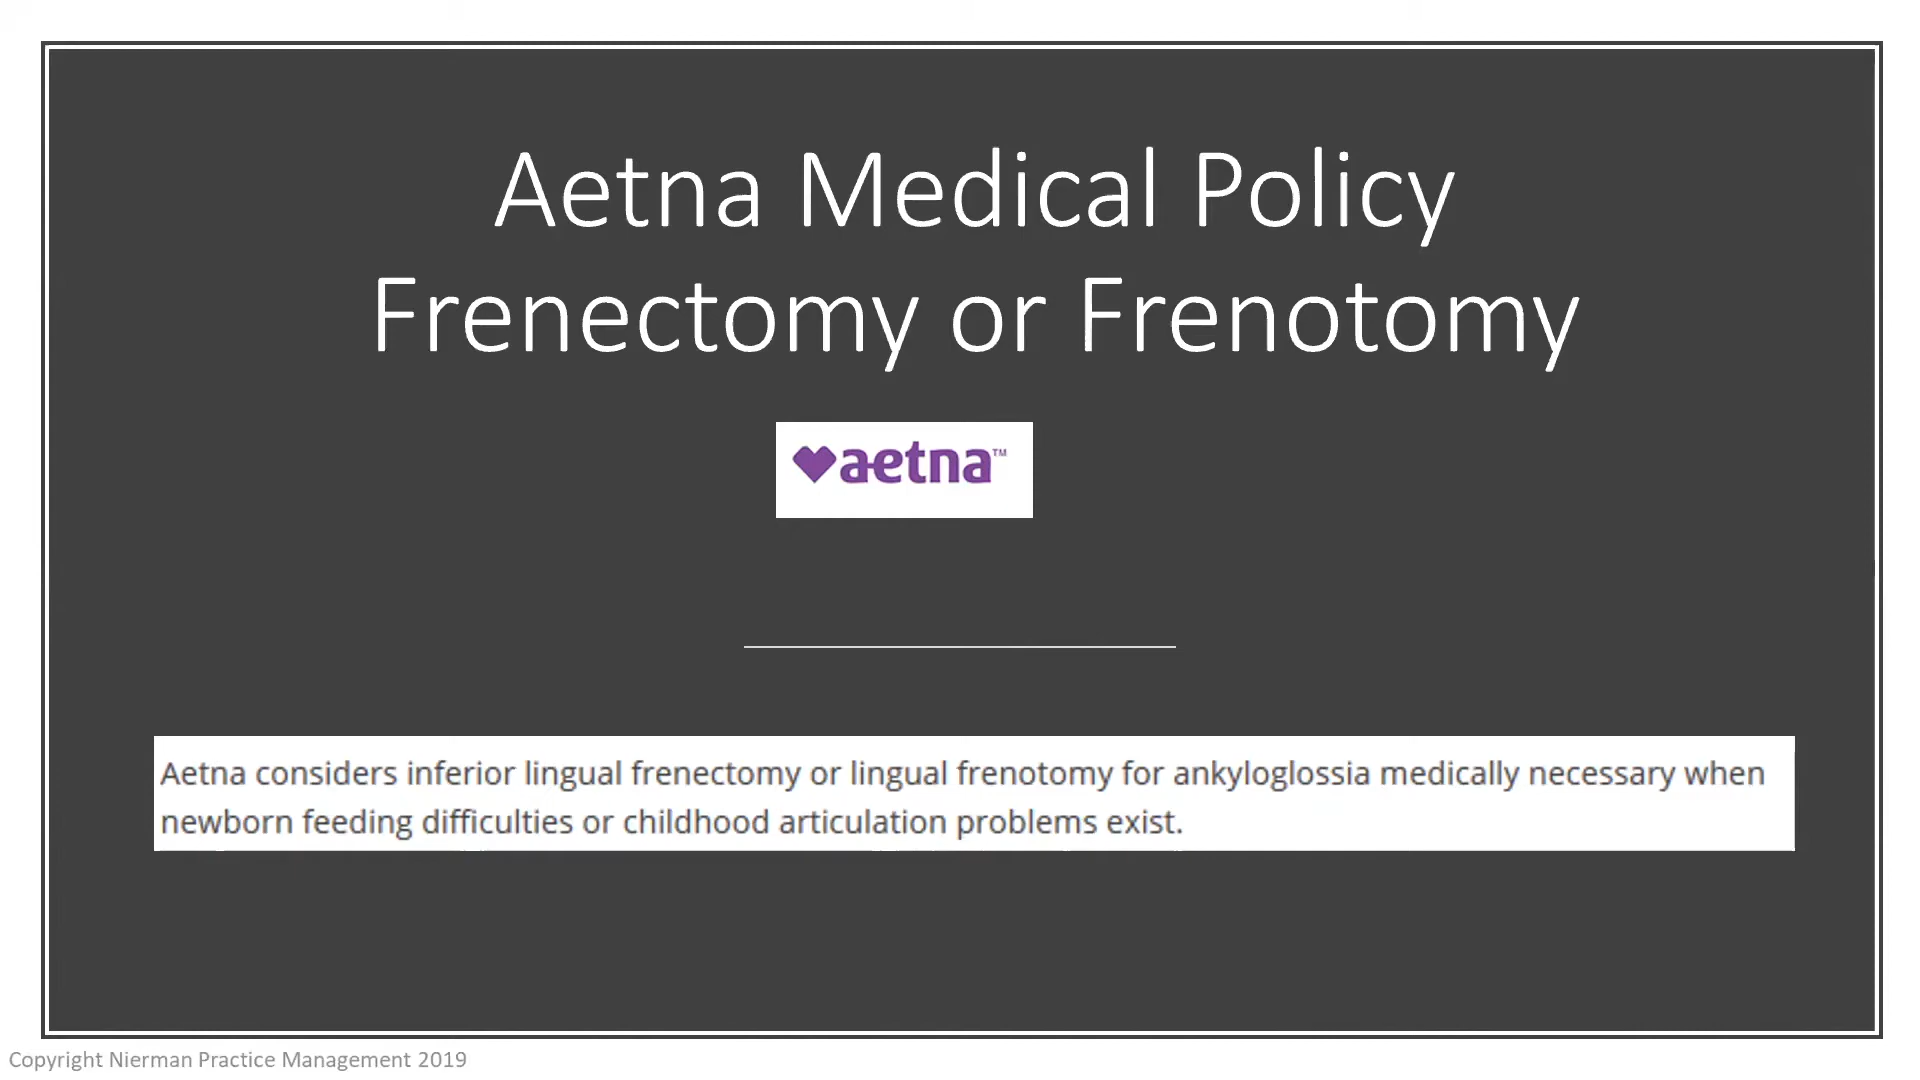 Aetna Medical Policy
Frenectomy or Frenotomy
aetna™
Aetna considers inferior lingual frenectomy or lingual frenotomy for ankyloglossia medically necessary when
newborn feeding difficulties or childhood articulation problems exist.
Copyright Nierman Practice Management 2019